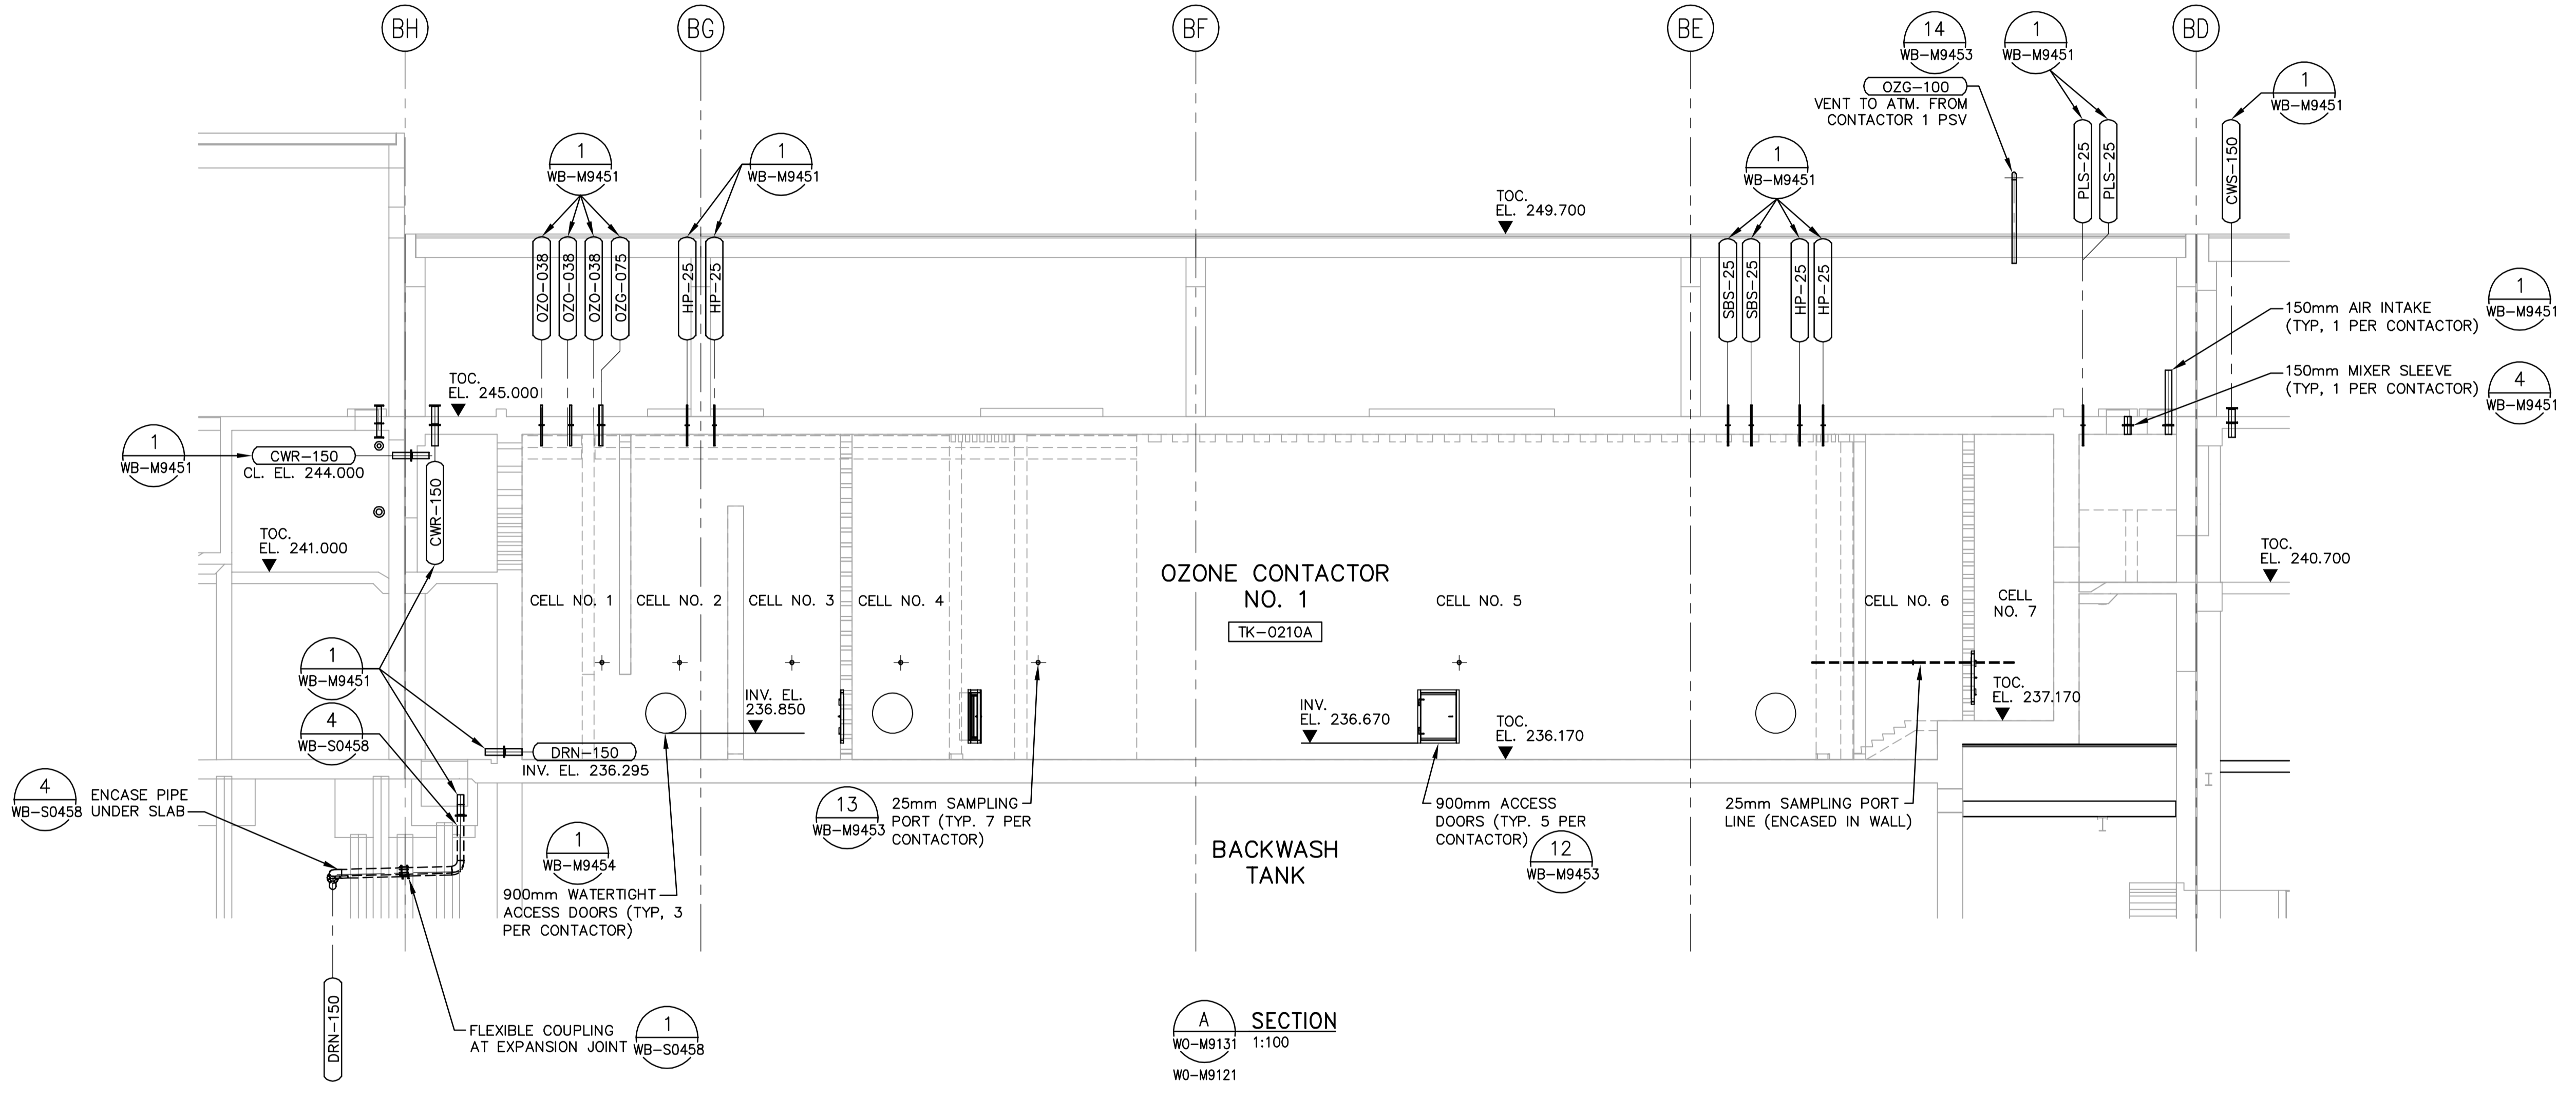 BH
BG
BF
BE
BD
14
WB-M9453
OZG-100
VENT TO ATM. FROM
CONTACTOR 1 PSV
1
WB-M9451
PLS-25
PLS-25
1
WB-M9451
CWS-150
1
WB-M9451
OZO-038
OZO-038
OZO-038
OZG-075
1
WB-M9451
HP-25
HP-25
TOC.
EL. 249.700
1
WB-M9451
SBS-25
SBS-25
HP-25
HP-25
150mm AIR INTAKE
(TYP, 1 PER CONTACTOR)
1
WB-M9451
150mm MIXER SLEEVE
(TYP, 1 PER CONTACTOR)
4
WB-M9451
TOC.
EL. 245.000
1
WB-M9451
CWR-150
CL. EL. 244.000
CWR-150
TOC.
EL. 241.000
TOC.
EL. 240.700
OZONE CONTACTOR
NO. 1
TK-0210A
CELL NO. 1
CELL NO. 2
CELL NO. 3
CELL NO. 4
CELL NO. 5
CELL NO. 6
CELL
NO. 7
1
WB-M9451
4
WB-S0458
INV. EL.
236.850
INV.
EL. 236.670
TOC.
EL. 236.170
TOC.
EL. 237.170
DRN-150
INV. EL. 236.295
4
WB-S0458
ENCASE PIPE
UNDER SLAB
1
WB-M9454
900mm WATERTIGHT
ACCESS DOORS (TYP, 3
PER CONTACTOR)
13
WB-M9453
25mm SAMPLING
PORT (TYP. 7 PER
CONTACTOR)
BACKWASH
TANK
900mm ACCESS
DOORS (TYP. 5 PER
CONTACTOR)
12
WB-M9453
25mm SAMPLING PORT
LINE (ENCASED IN WALL)
DRN-150
FLEXIBLE COUPLING
AT EXPANSION JOINT
1
WB-S0458
A
WO-M9131
SECTION
1:100
WO-M9121